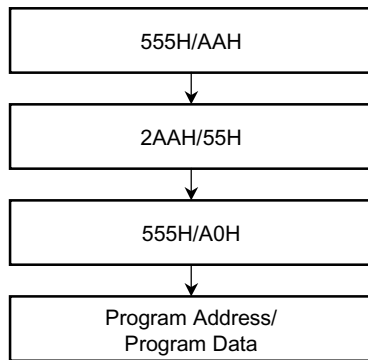 555H/AAH
2AAH/55H
555H/A0H
Program Address/
Program Data